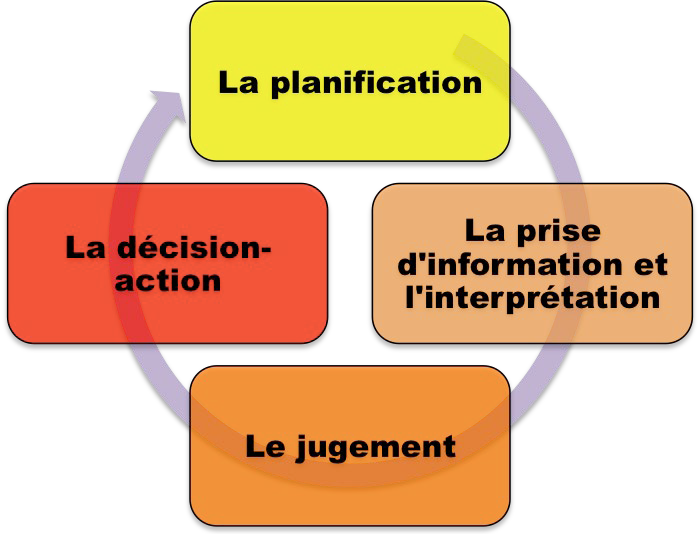 La planification
La prise
d'information et
l'interprétation
Le jugement
La décision-
action